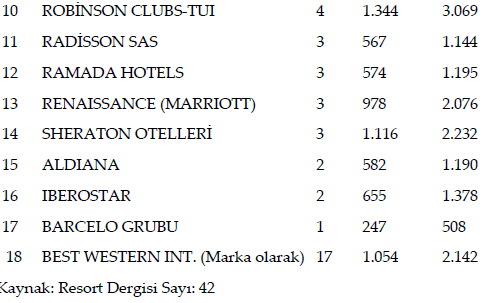 10 ROBİNSON CLUBS-TUI 4 1.344 3.069
11 RADİSSON SAS 3 567 1.144
12 RAMADA HOTELS 3 574 1.195
13 RENAISSANCE (MARRIOTT) 3 978 2.076
14 SHERATON OTELLERİ 3 1.116 2.232
15 ALDIANA 2 582 1.190
16 IBEROSTAR 2 655 1.378
17 BARCELO GRUBU 1 247 508
18 BEST WESTERN INT. (Marka olarak) 17 1.054 2.142
Kaynak: Resort Dergisi Sayı: 42